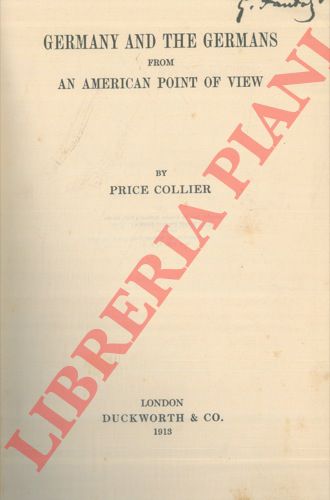 GERMANY AND THE GERMANS
FROM
AN AMERICAN POINT OF VIEW
BY
PRICE COLLIER
LONDON
DUCKWORTH & CO.
1913
LIBRERIA PIANI